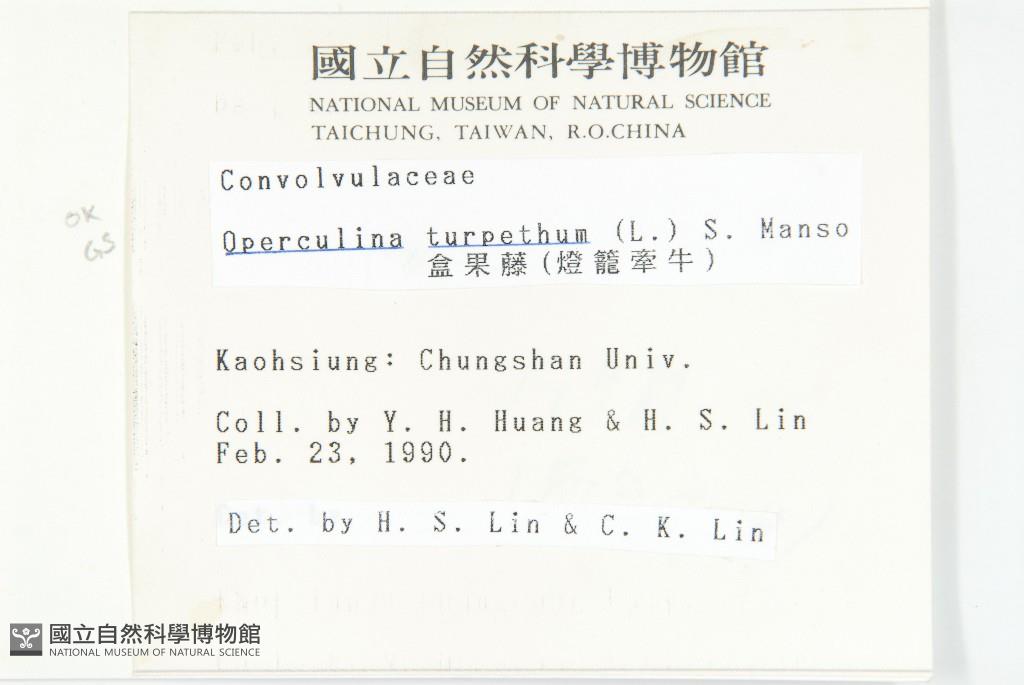 國立自然科學博物館
NATIONAL MUSEUM OF NATURAL SCIENCE
TAICHUNG, TAIWAN, R.O.CHINA
Convolvulaceae
Operculina turpethum (L.) S. Manso
盒果藤(燈籠牽牛)
OK
GS
Kaohsiung: Chungshan Univ.
Coll. by Y. H. Huang & H. S. Lin
Feb. 23, 1990.
Det. by H. S. Lin & C. K. Lin
國立自然科學博物館
NATIONAL MUSEUM OF NATURAL SCIENCE